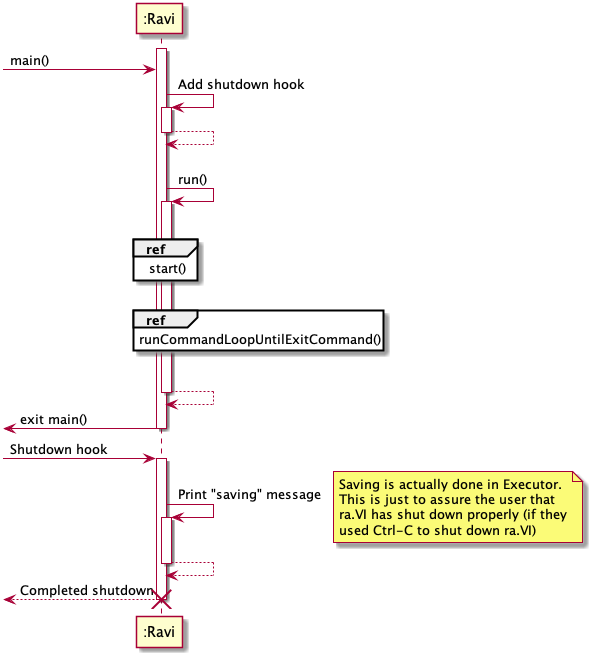 :Ravi
main()
Add shutdown hook
run()
ref
start()
ref
runCommandLoopUntilExitCommand()
exit main()
Shutdown hook
Print "saving" message
Saving is actually done in Executor.
This is just to assure the user that
ra.VI has shut down properly (if they
used Ctrl-C to shut down ra.VI)
Completed shutdown
:Ravi